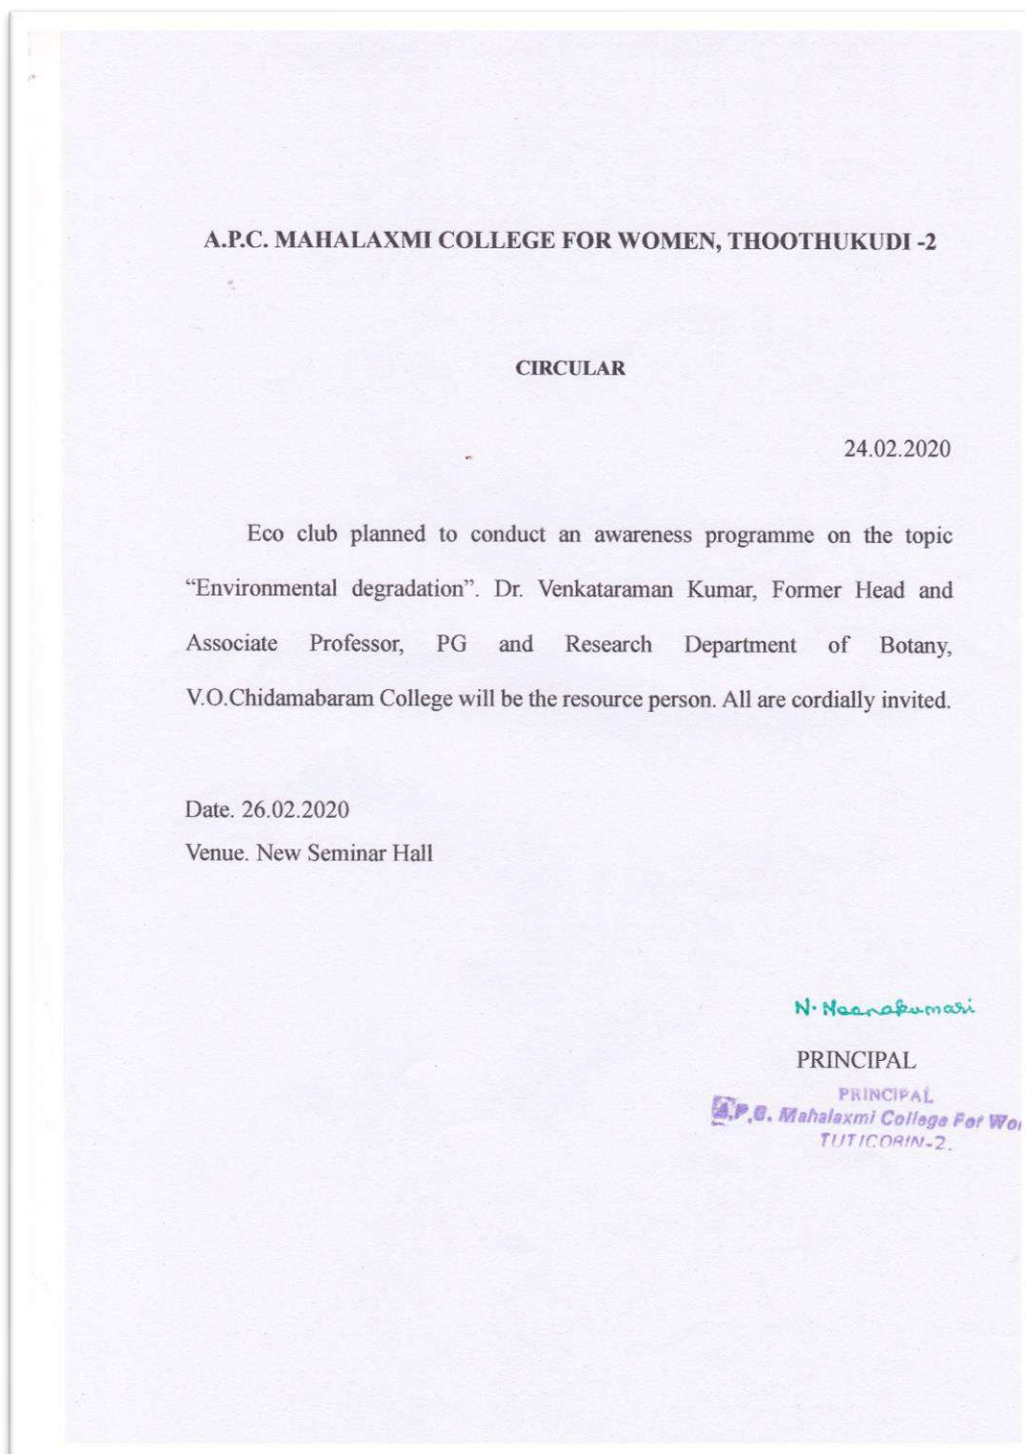 A.P.C. MAHALAXMI COLLEGE FOR WOMEN, THOOTHUKUDI -2
CIRCULAR
24.02.2020
Eco club planned to conduct an awareness programme on the topic
“Environmental degradation”. Dr. Venkataraman Kumar, Former Head and
Associate Professor, PG and Research Department of Botany,
V.O.Chidamabaram College will be the resource person. All are cordially invited.
Date. 26.02.2020
Venue. New Seminar Hall
N.
PRINCIPAL
PRINCIPAL
A.P.C. Mahalaxmi College For
TUTICORIN-2.